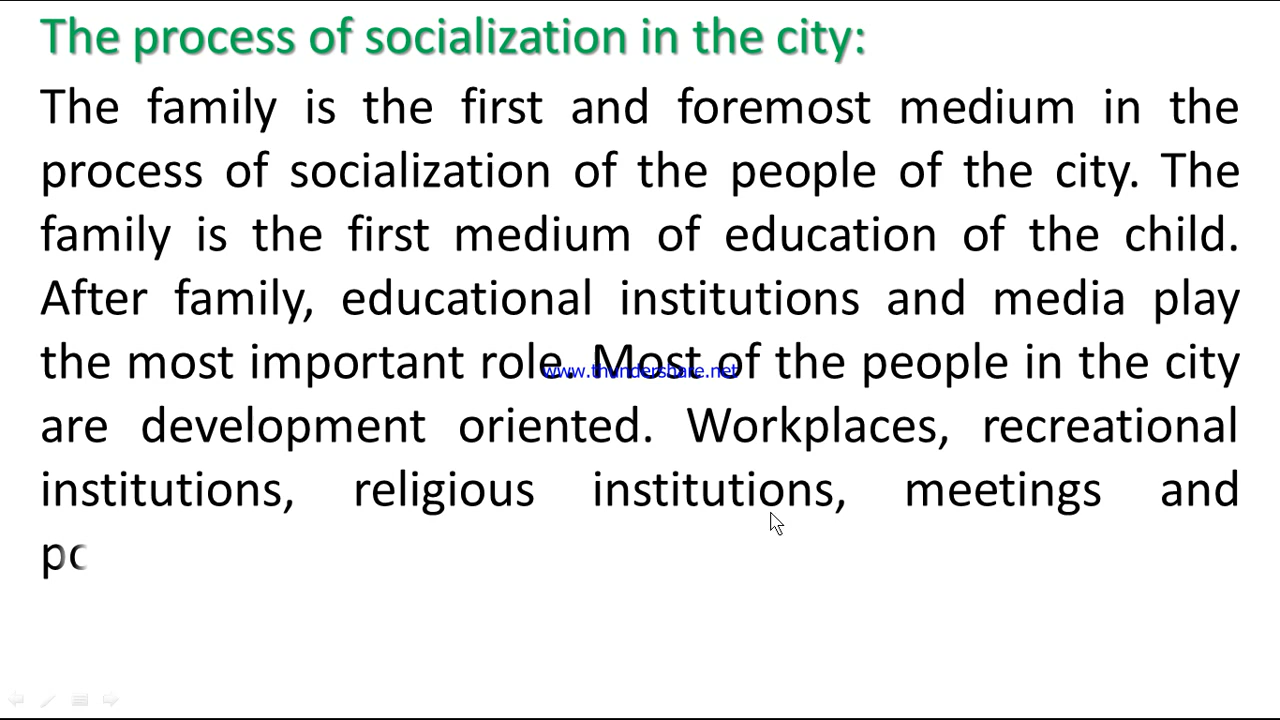 The process of socialization in the city:
The family is the first and foremost medium in the
process of socialization of the people of the city. The
family is the first medium of education of the child.
After family, educational institutions and media play
the most important role. Most of the people in the city
www.thundershare.net
are development oriented. Workplaces, recreational
institutions, religious institutions, meetings and